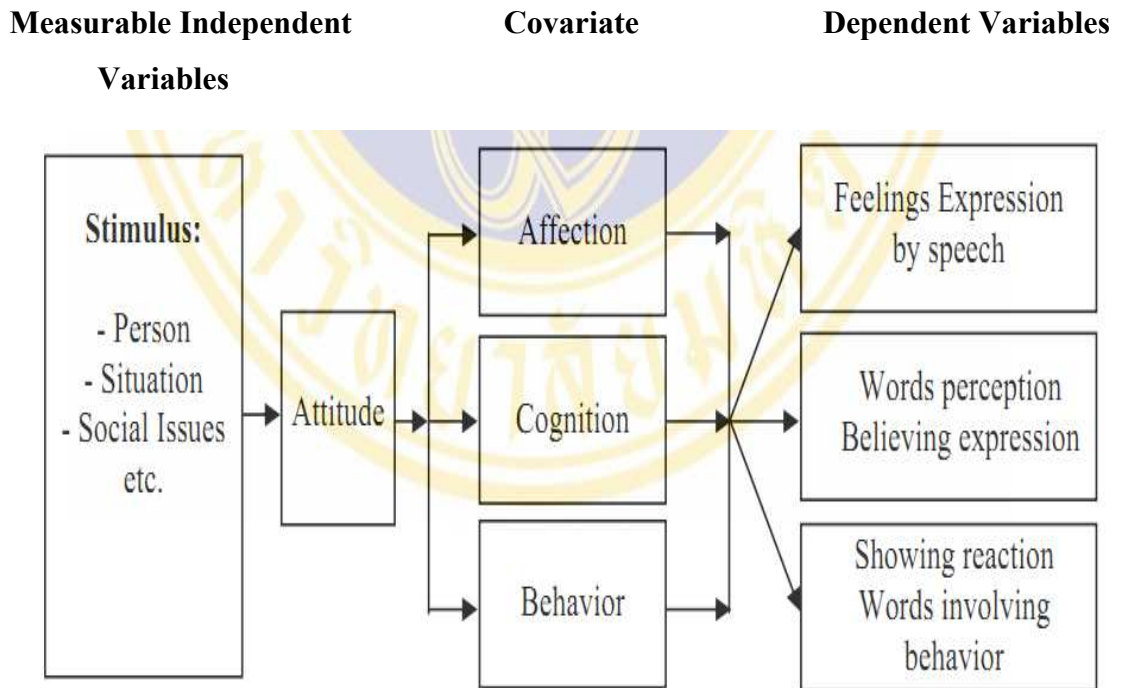 Measurable Independent
Variables
Covariate
Dependent Variables
Stimulus:
- Person
- Situation
- Social Issues
etc.
Attitude
Affection
Cognition
Behavior
Feelings Expression
by speech
Words perception
Believing expression
Showing reaction
Words involving
behavior